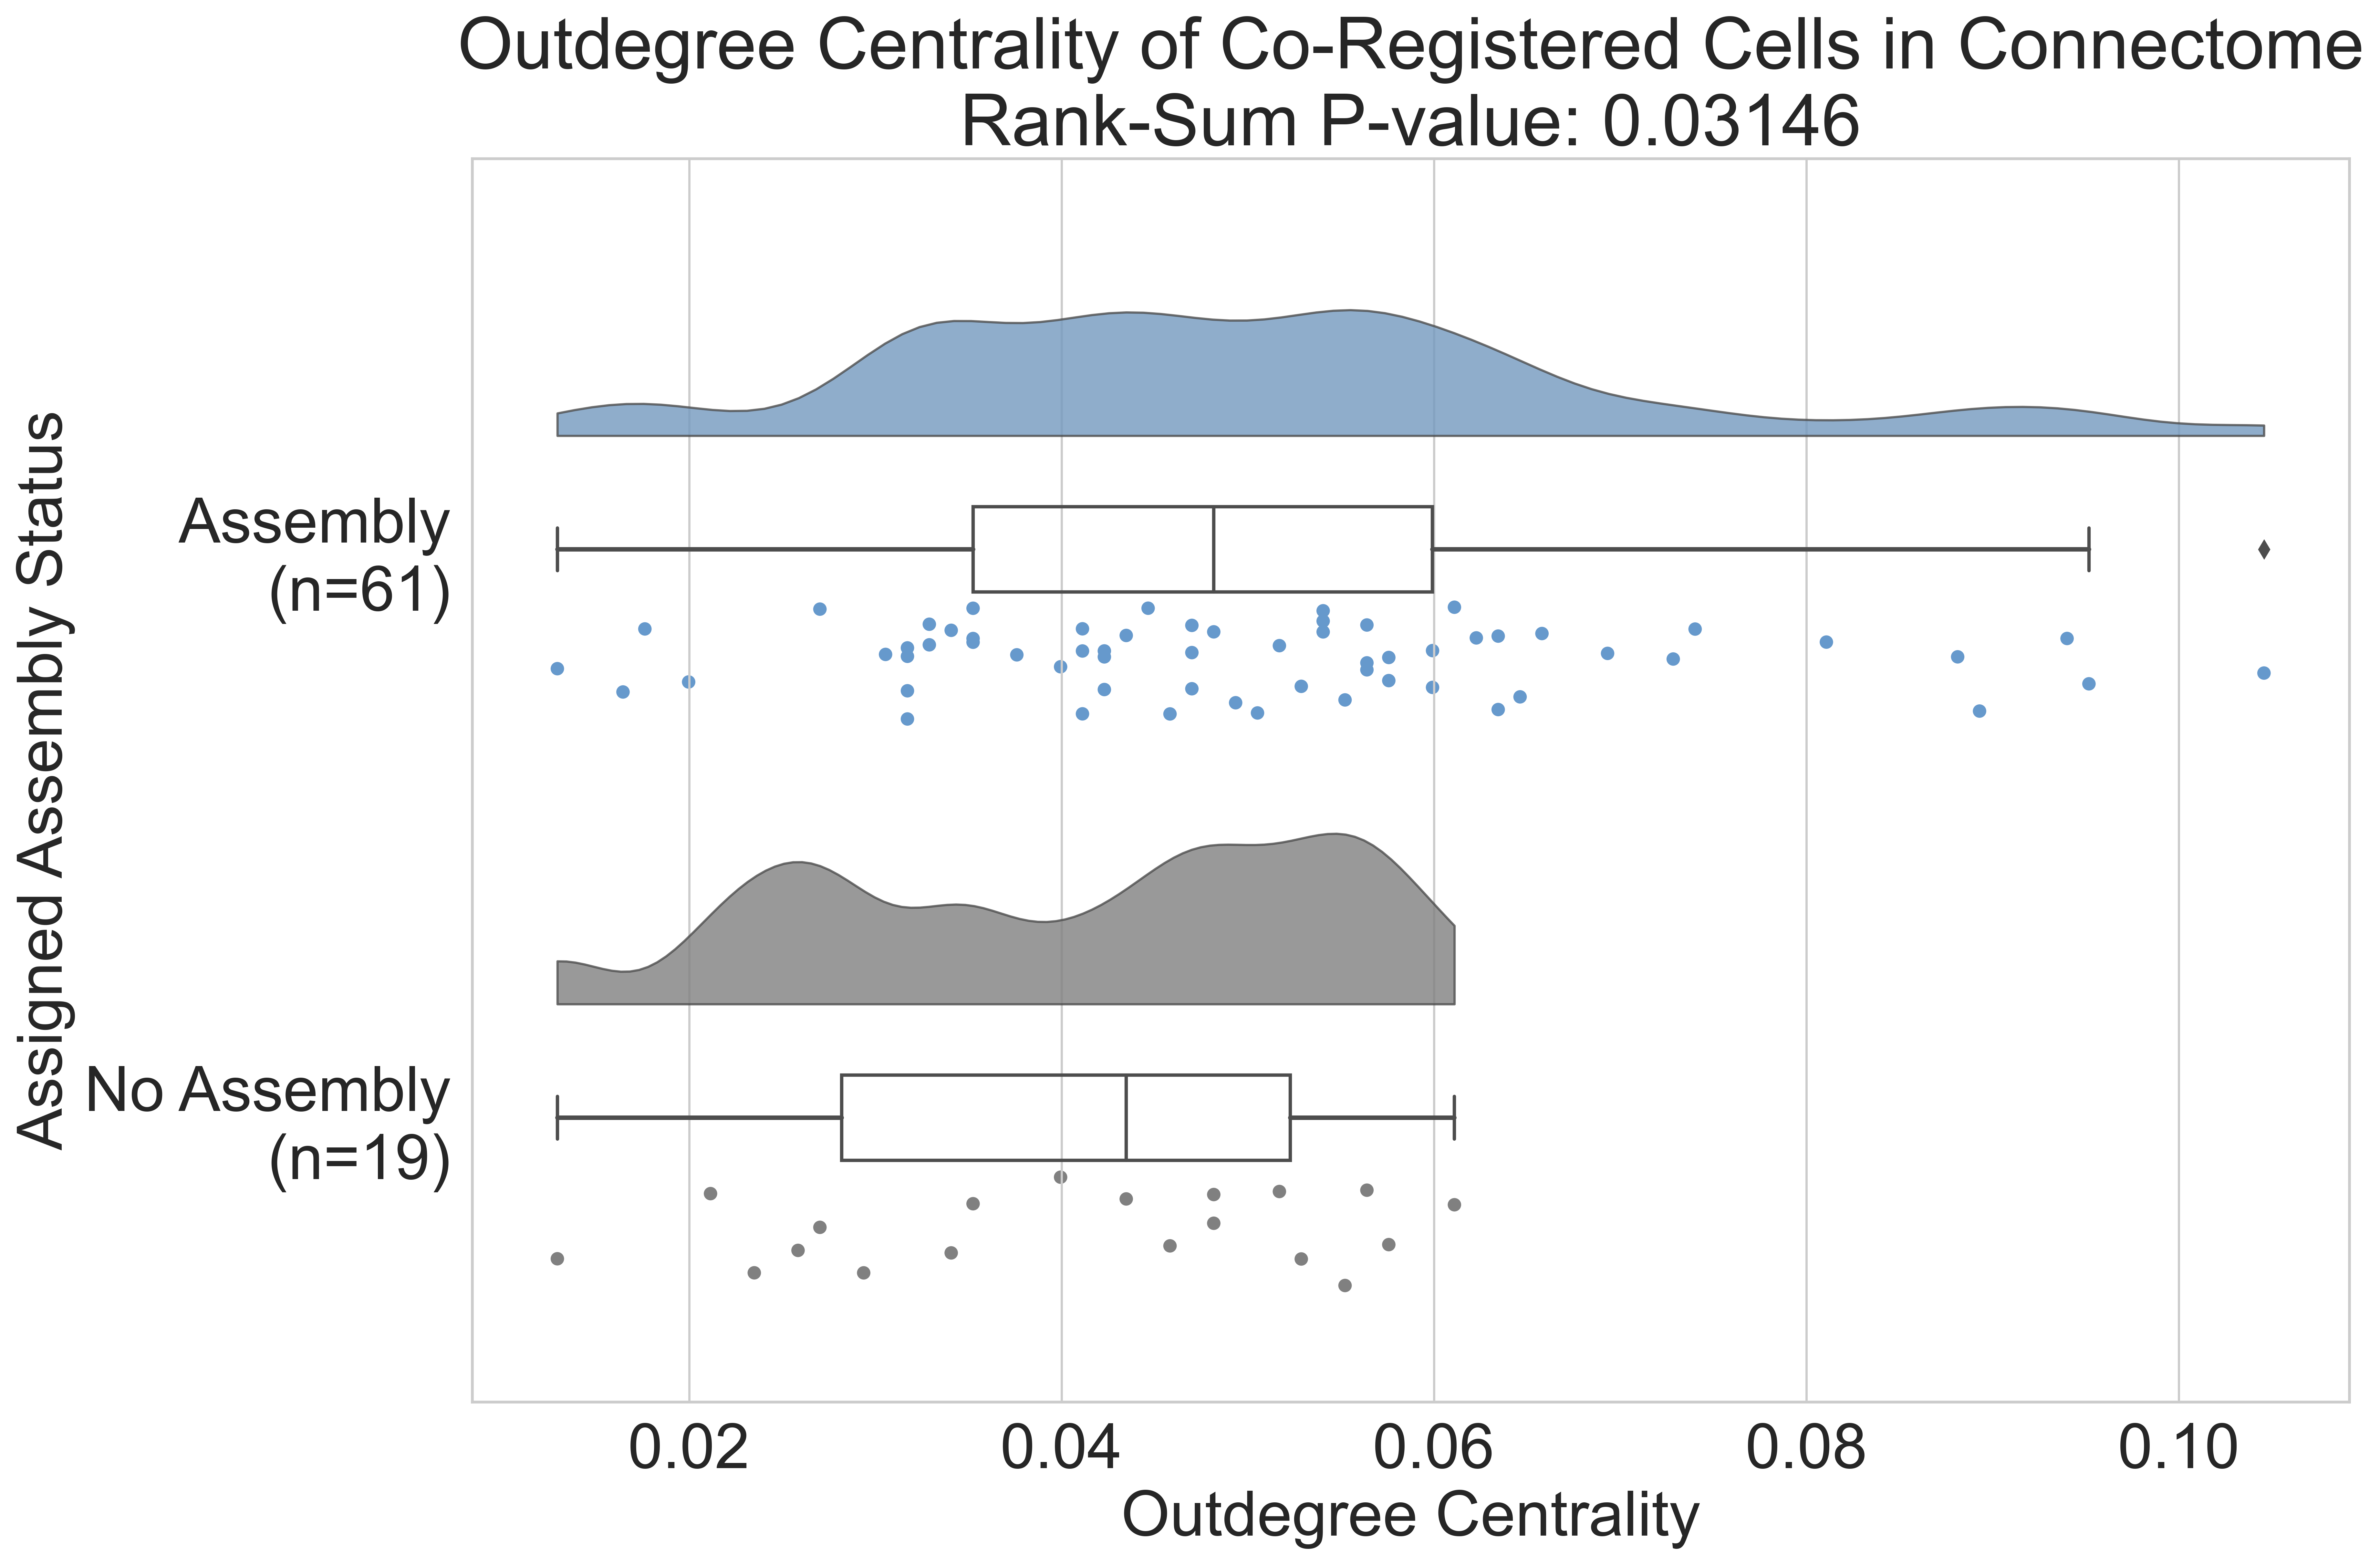 Outdegree Centrality of Co-Registered Cells in Connectome
Rank-Sum P-value: 0.03146
Assigned Assembly Status
Assembly
(n=61)
No Assembly
(n=19)
0.02 0.04 0.06 0.08 0.10
Outdegree Centrality